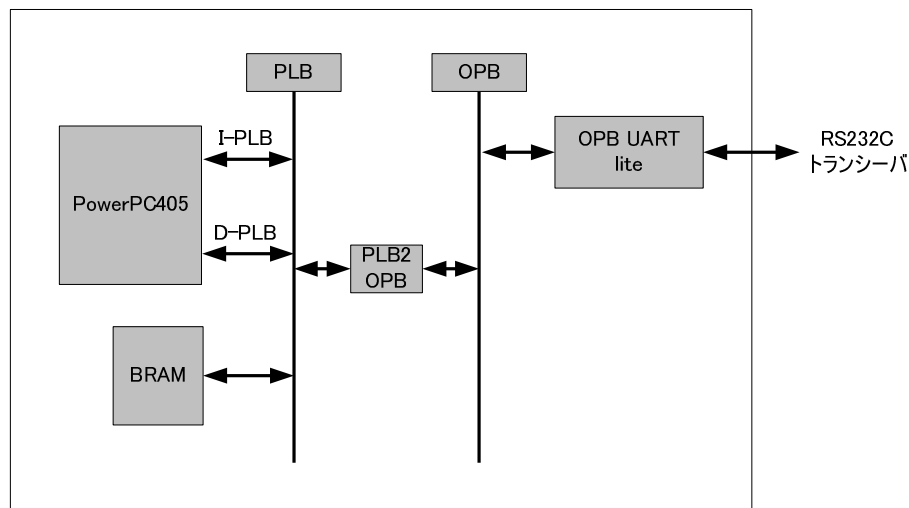 PLB
OPB
I-PLB
OPB UART
lite
RS232C
トランシーバ
PowerPC405
D-PLB
PLB2
OPB
BRAM